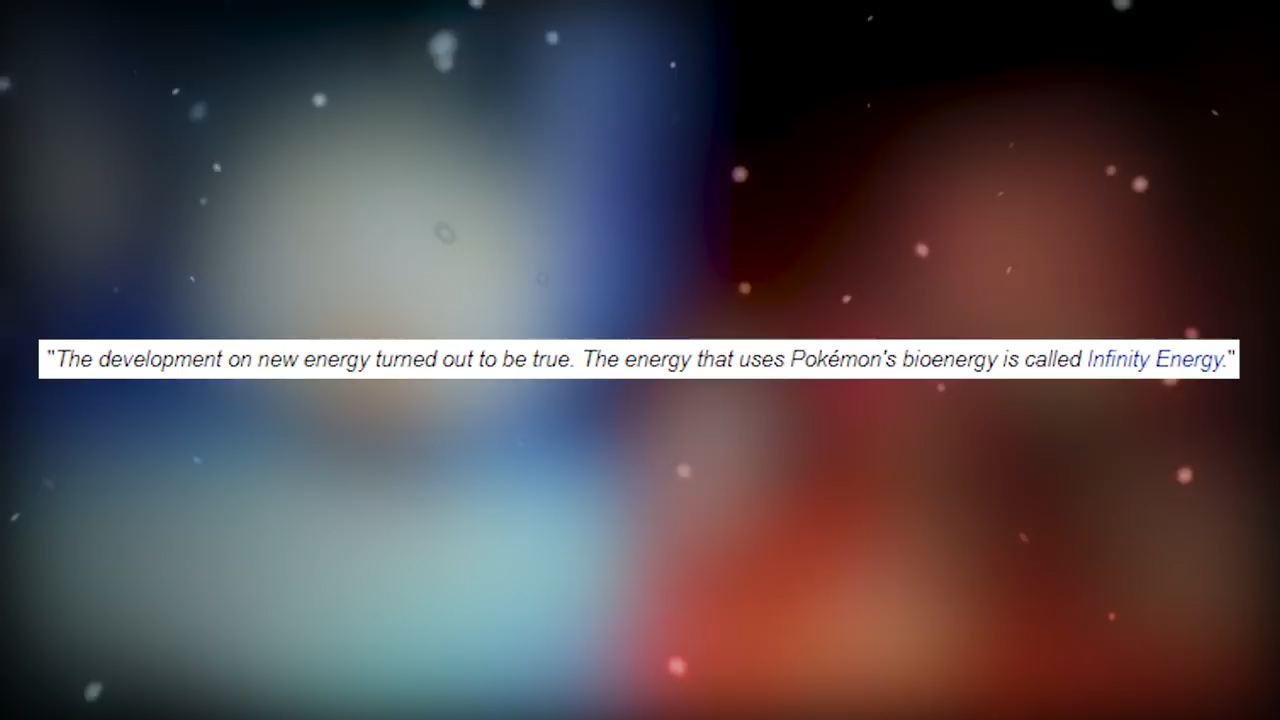 "The development on new energy turned out to be true. The energy that uses Pokémon's bioenergy is called Infinity Energy."